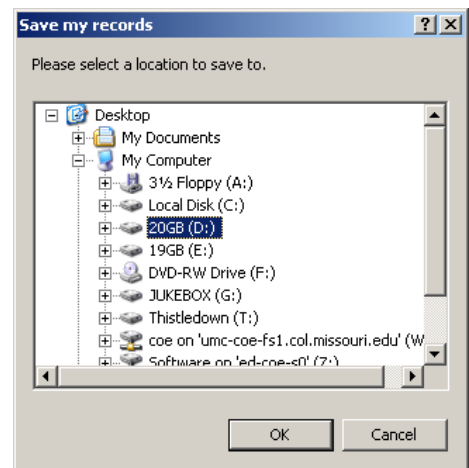 Save my records
Please select a location to save to.
Desktop
My Documents
My Computer
3½ Floppy (A:)
Local Disk (C:)
20GB (D:)
19GB (E:)
DVD-RW Drive (F:)
JUKEBOX (G:)
Thistledown (T:)
coe on 'umc-coe-fs1.col.missouri.edu' (W
Software on 'ed-coe-s0' (Z:)
OK Cancel